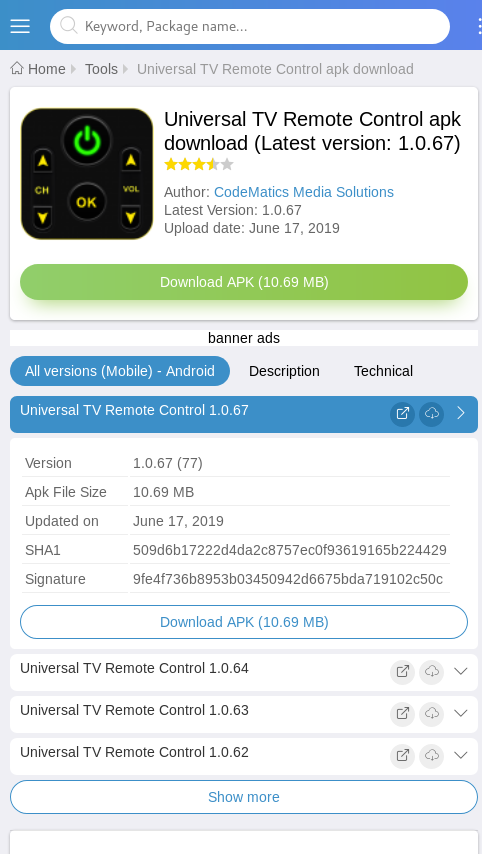 Keyword, Package name...
Home Tools Universal TV Remote Control apk download
CH
OK
VOL
Universal TV Remote Control apk
download (Latest version: 1.0.67)
Author: CodeMatics Media Solutions
Latest Version: 1.0.67
Upload date: June 17, 2019
Download APK (10.69 MB)
banner ads
All versions (Mobile) - Android Description Technical
Universal TV Remote Control 1.0.67
Version 1.0.67 (77)
Apk File Size 10.69 MB
Updated on June 17, 2019
SHA1 509d6b17222d4da2c8757ec0f93619165b224429
Signature 9fe4f736b8953b03450942d6675bda719102c50c
Download APK (10.69 MB)
Universal TV Remote Control 1.0.64
Universal TV Remote Control 1.0.63
Universal TV Remote Control 1.0.62
Show more